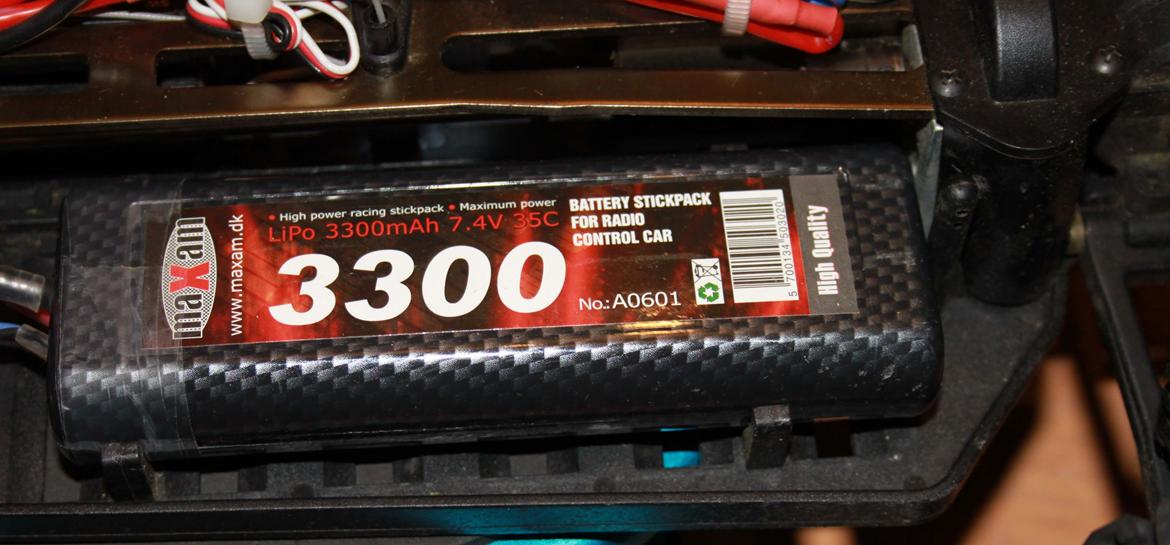 maxam
www.maxam.dk
• High power racing stickpack • Maximum power
LiPo 3300mAh 7.4V 35C
3300
BATTERY STICKPACK
FOR RADIO
CONTROL CAR
No.: A0601
5 700134 505020
High Quality